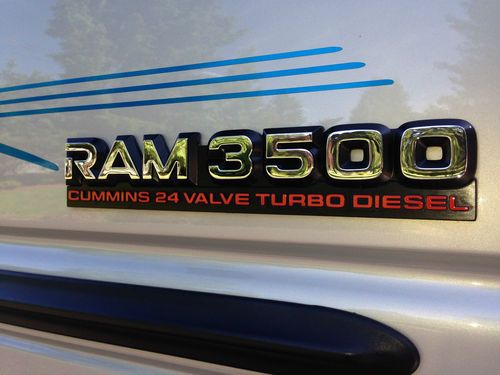 RAM 3500
CUMMINS 24 VALVE TURBO DIESEL